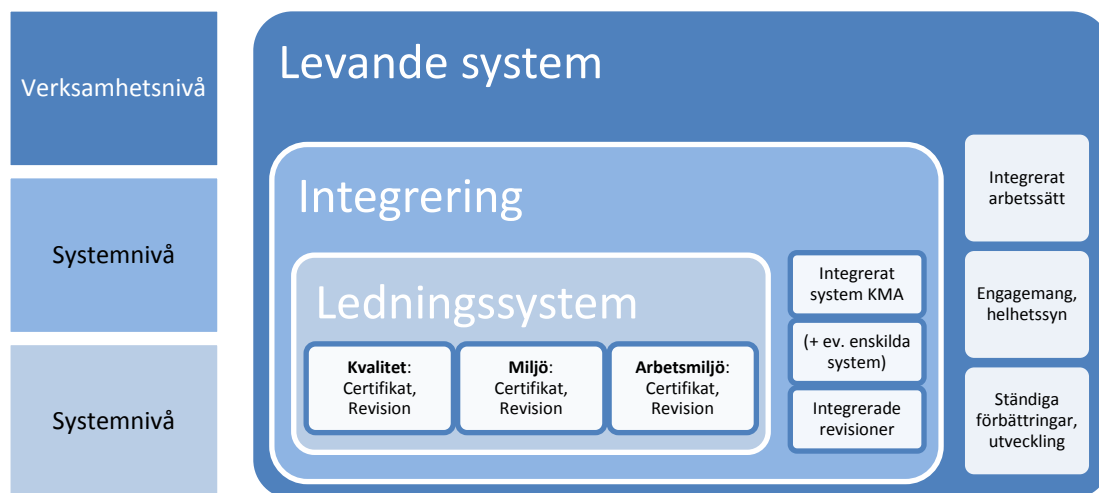 Verksamhetsnivå
Systemnivå
Systemnivå
Levande system
Integrering
Ledningssystem
Kvalitet:
Certifikat,
Revision
Miljö:
Certifikat,
Revision
Arbetsmiljö:
Certifikat,
Revision
Integrerat
system KMA
(+ ev. enskilda
system)
Integrerade
revisioner
Integrerat
arbetssätt
Engagemang,
helhetssyn
Ständiga
förbättringar,
utveckling